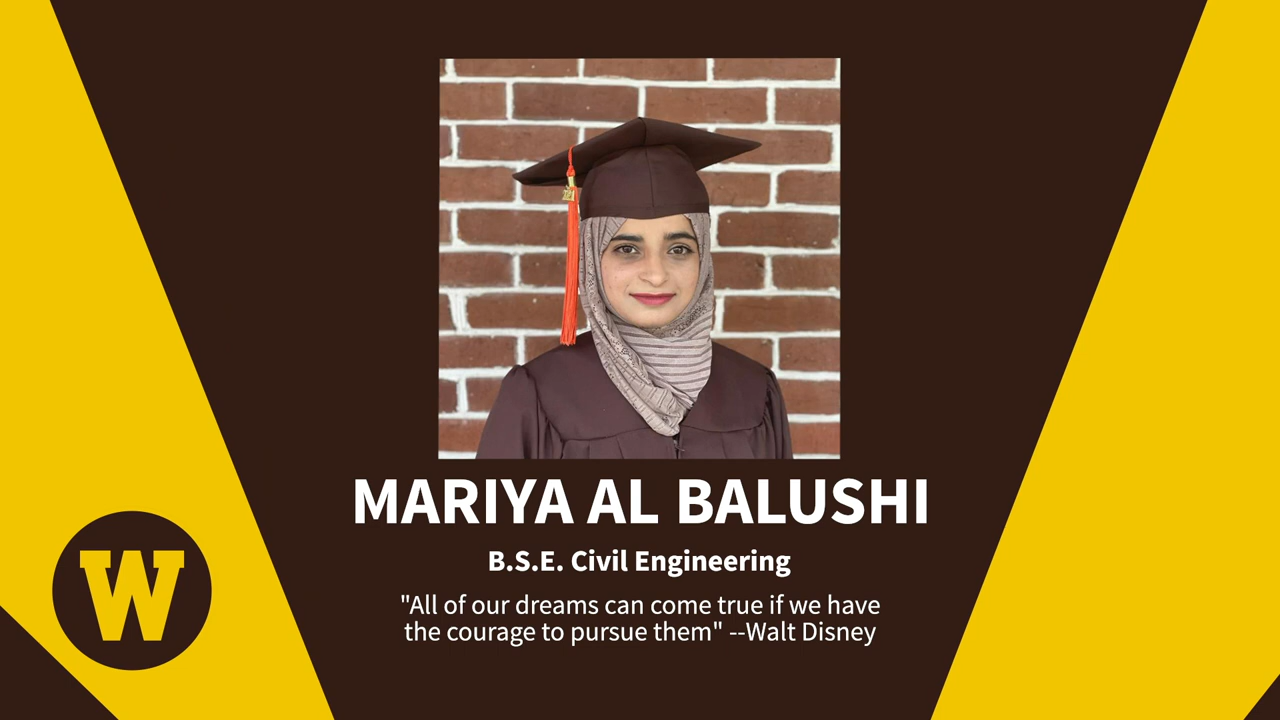 MARIYA AL BALUSHI
B.S.E. Civil Engineering
"All of our dreams can come true if we have
the courage to pursue them" --Walt Disney
W